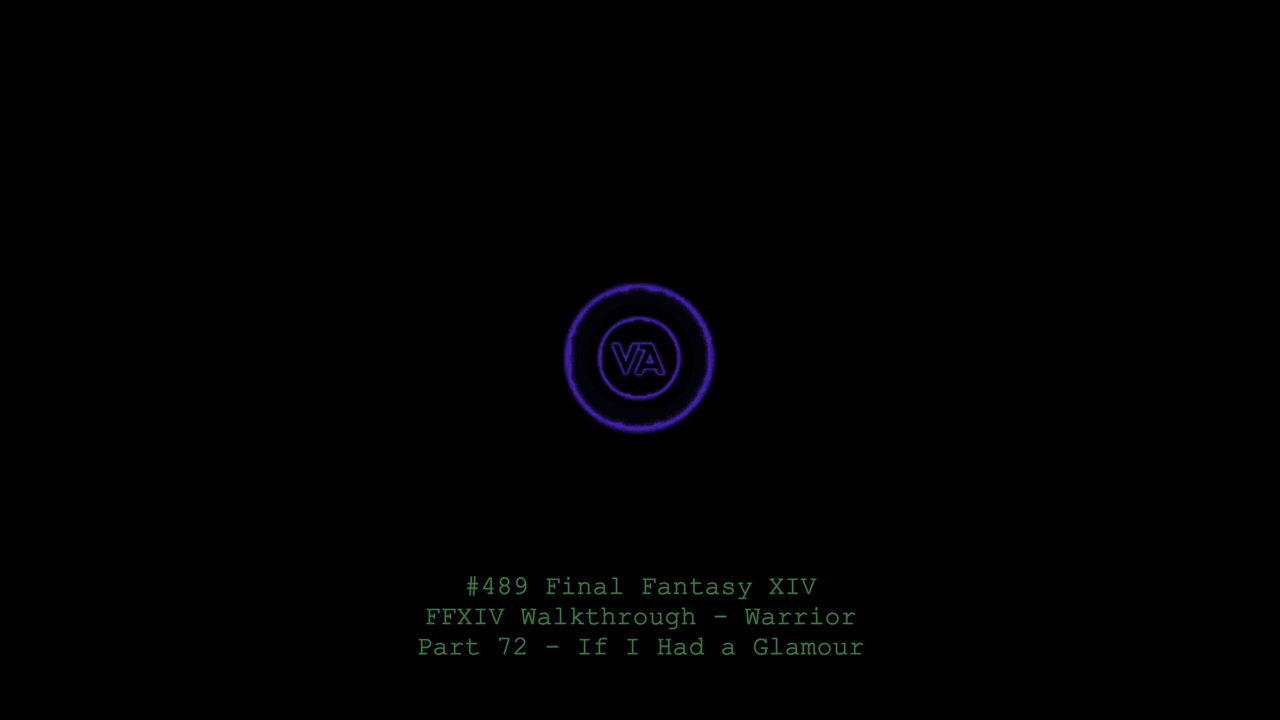 VA
#489 Final Fantasy XIV
FFXIV Walkthrough - Warrior
Part 72 - If I Had a Glamour